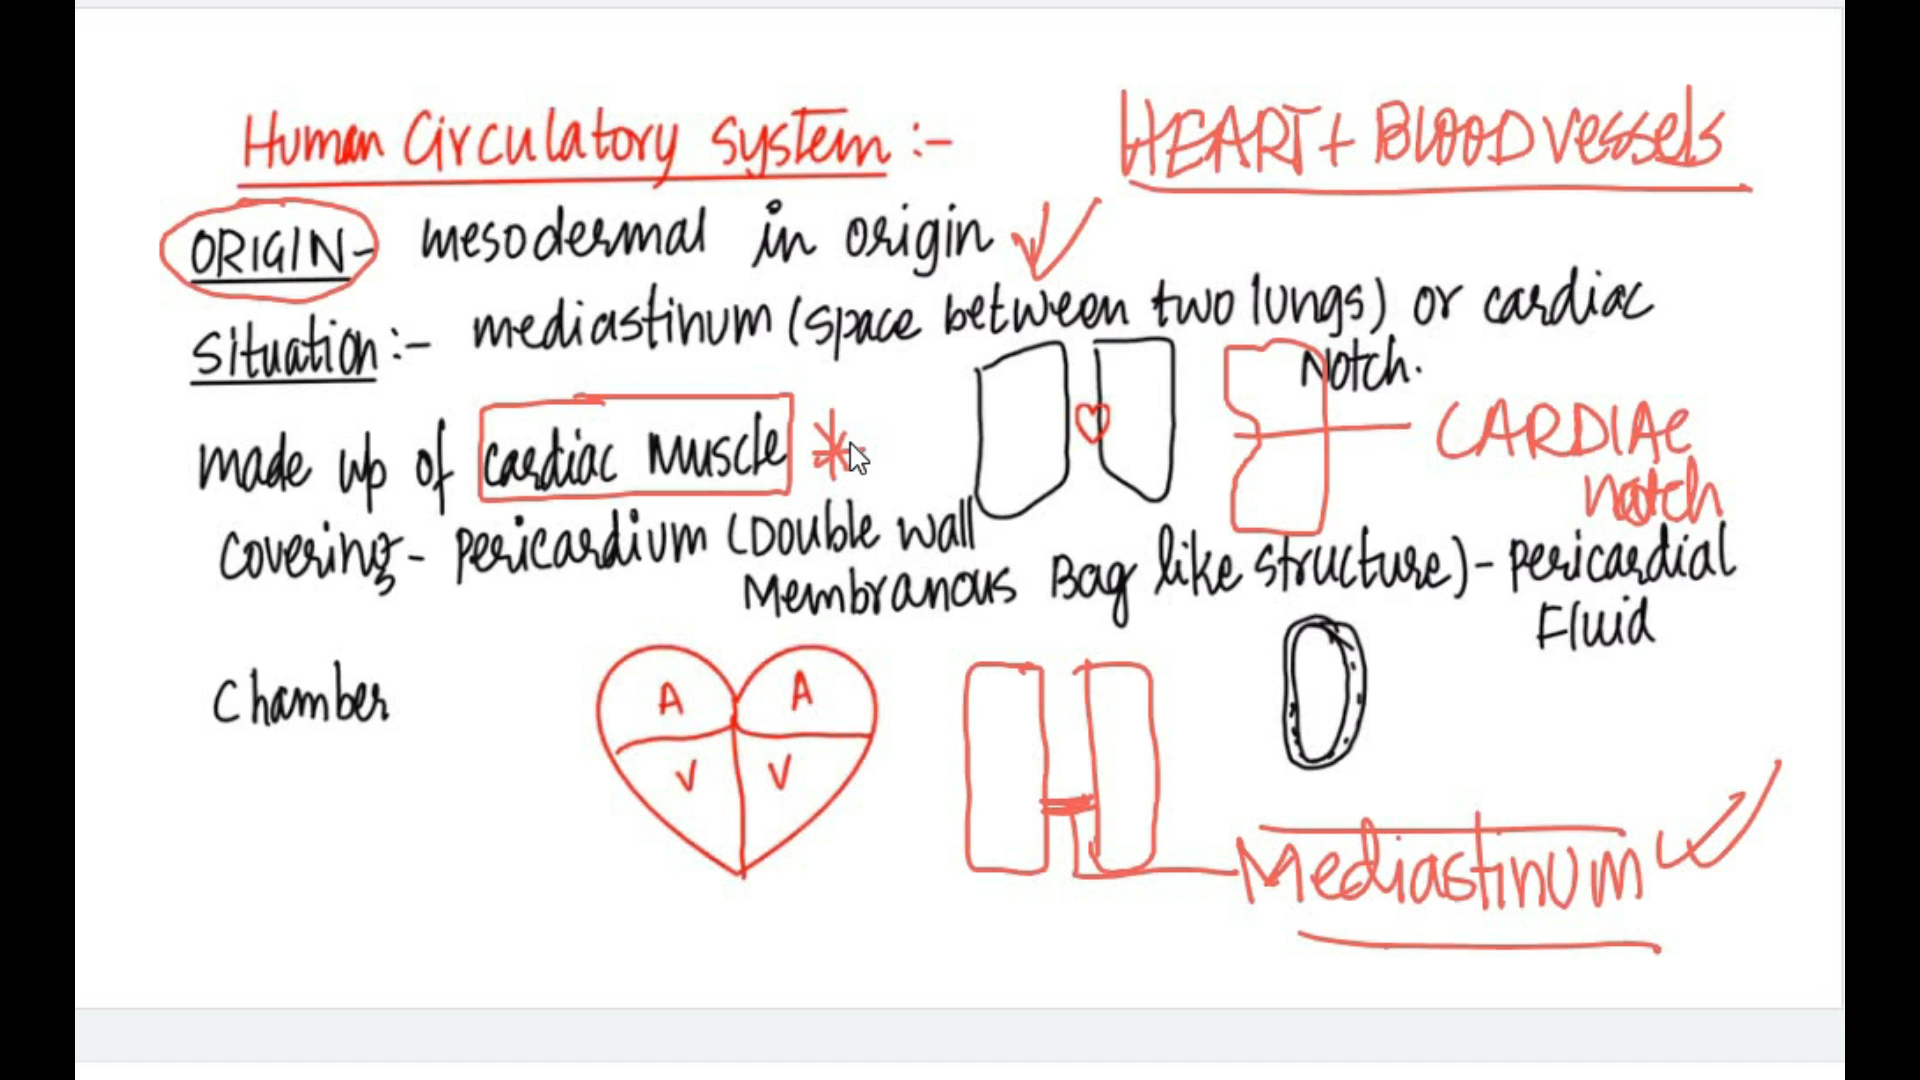 Human Circulatory System :-
HEART + BLOOD vessels
ORIGIN - mesodermal in origin
Situation :- mediastinum (space between two lungs) or cardiac
Notch.
made up of cardiac Muscle *
CARDIAC
notch
Covering - Pericardium (Double wall
Membranous Bag like structure) - Pericardial
Fluid
Chamber
A A
V V
Mediastinum